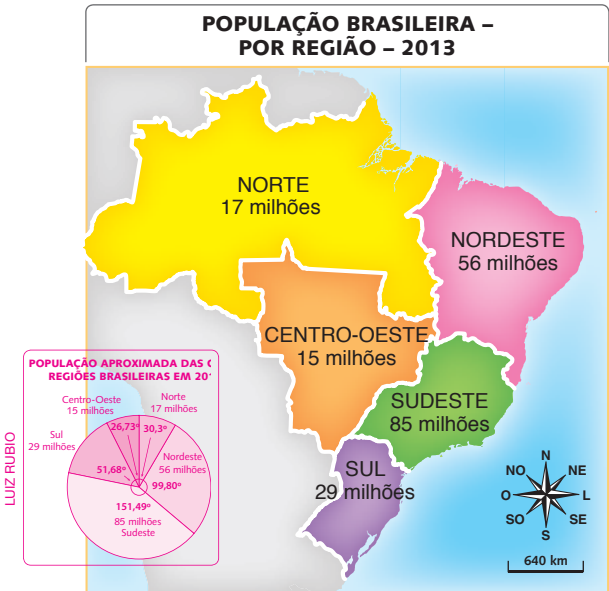 POPULAÇÃO BRASILEIRA –
POR REGIÃO – 2013
NORTE
17 milhões
NORDESTE
56 milhões
CENTRO-OESTE
15 milhões
SUDESTE
85 milhões
SUL
29 milhões
POPULAÇÃO APROXIMADA DAS
REGIÕES BRASILEIRAS EM
Centro-Oeste
15 milhões
Norte
17 milhões
Sul
29 milhões
26,73º
30,3º
Nordeste
56 milhões
51,68º
99,80º
151,49º
85 milhões
Sudeste
LUIZ RUBIO
N
NO
NE
O
L
SO
SE
S
640 km